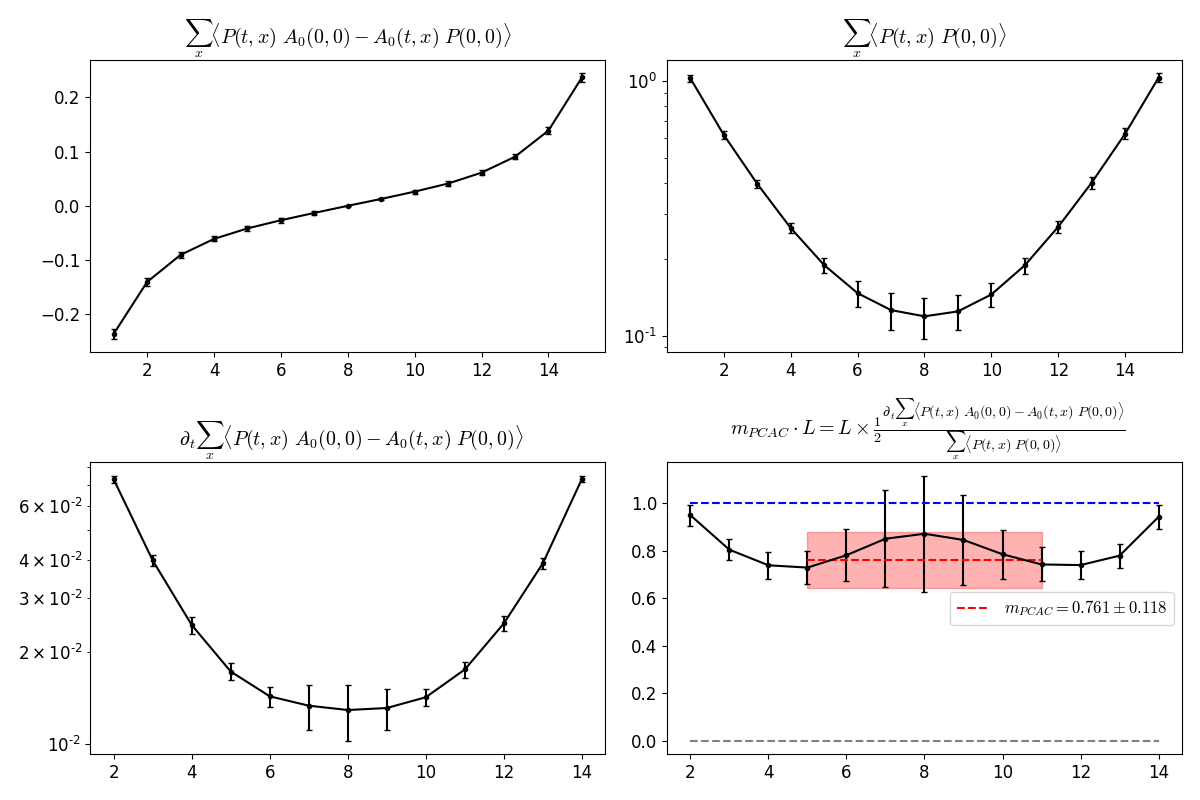 ∑ₓ⟨P(t, x) A₀(0, 0) − A₀(t, x) P(0, 0)⟩
0.2
0.1
0.0
−0.1
−0.2
2 4 6 8 10 12 14
∑ₓ⟨P(t, x) P(0, 0)⟩
10⁰
10⁻¹
2 4 6 8 10 12 14
∂ₜ∑ₓ⟨P(t, x) A₀(0, 0) − A₀(t, x) P(0, 0)⟩
6 × 10⁻²
4 × 10⁻²
3 × 10⁻²
2 × 10⁻²
10⁻²
2 4 6 8 10 12 14
m_PCAC · L = L × 1/2 ∂ₜ∑ₓ⟨P(t, x) A₀(0, 0) − A₀(t, x) P(0, 0)⟩ / ∑ₓ⟨P(t, x) P(0, 0)⟩
1.0
0.8
0.6
0.4
0.2
0.0
m_PCAC = 0.761 ± 0.118
2 4 6 8 10 12 14